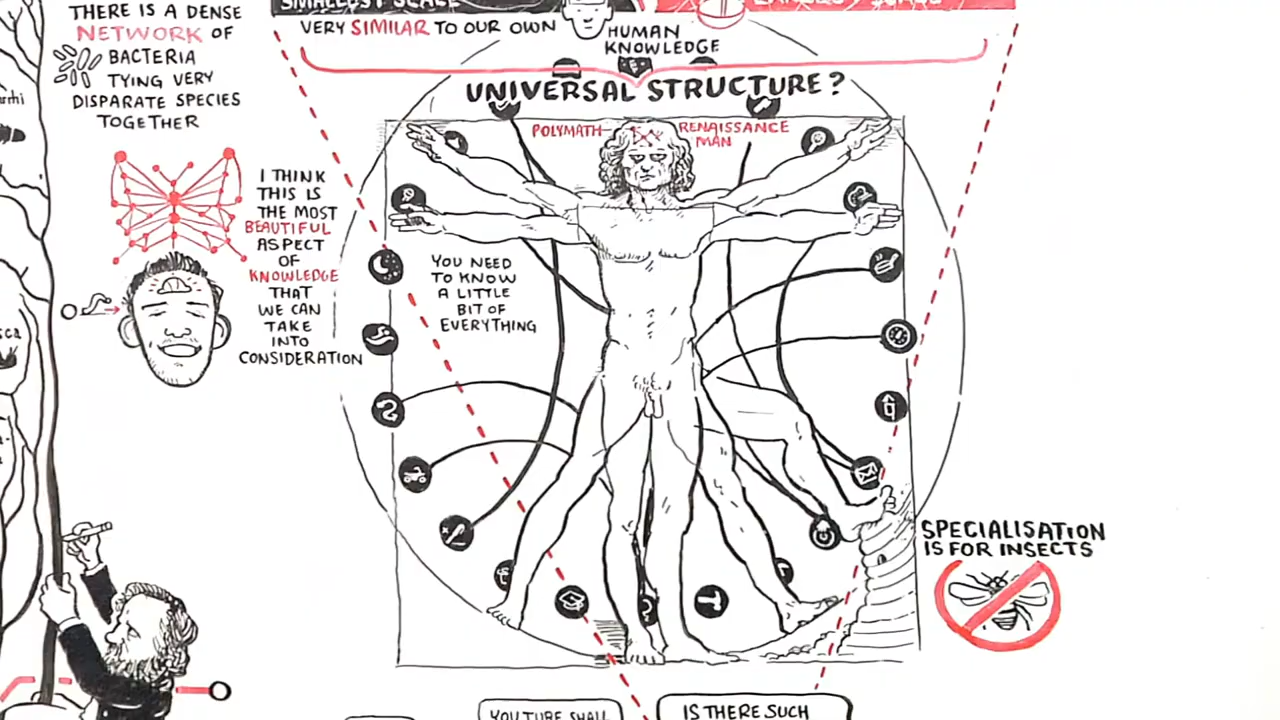 THERE IS A DENSE
NETWORK OF
BACTERIA
TYING VERY
DISPARATE SPECIES
TOGETHER
SMALLEST SCALE
VERY SIMILAR TO OUR OWN
HUMAN
KNOWLEDGE
UNIVERSAL STRUCTURE?
POLYMATH
RENAISSANCE
MAN
I THINK
THIS IS
THE MOST
BEAUTIFUL
ASPECT
OF
KNOWLEDGE
THAT
WE CAN
TAKE
INTO
CONSIDERATION
YOU NEED
TO KNOW
A LITTLE
BIT OF
EVERYTHING
SPECIALISATION
IS FOR INSECTS
YOUTUBE SHALL
IS THERE SUCH